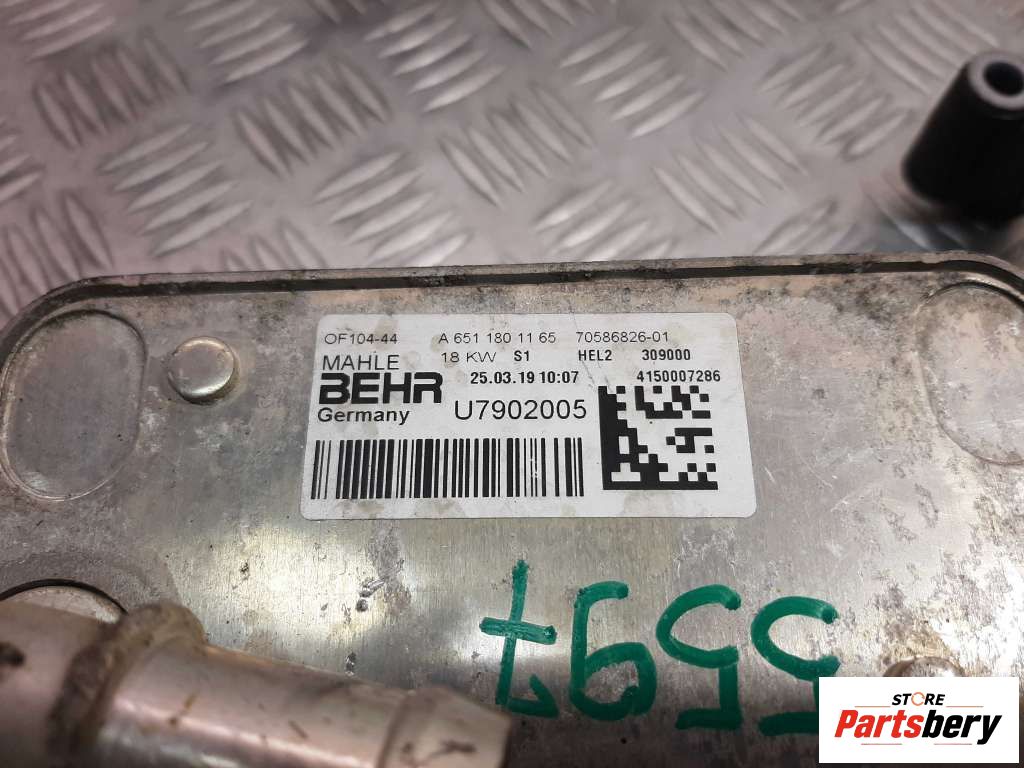 OF104-44 A 651 180 11 65 70586826-01
MAHLE 18 KW S1 HEL2 309000
BEHR 25.03.19 10:07 4150007286
Germany U7902005
5597
STORE
Partsbery